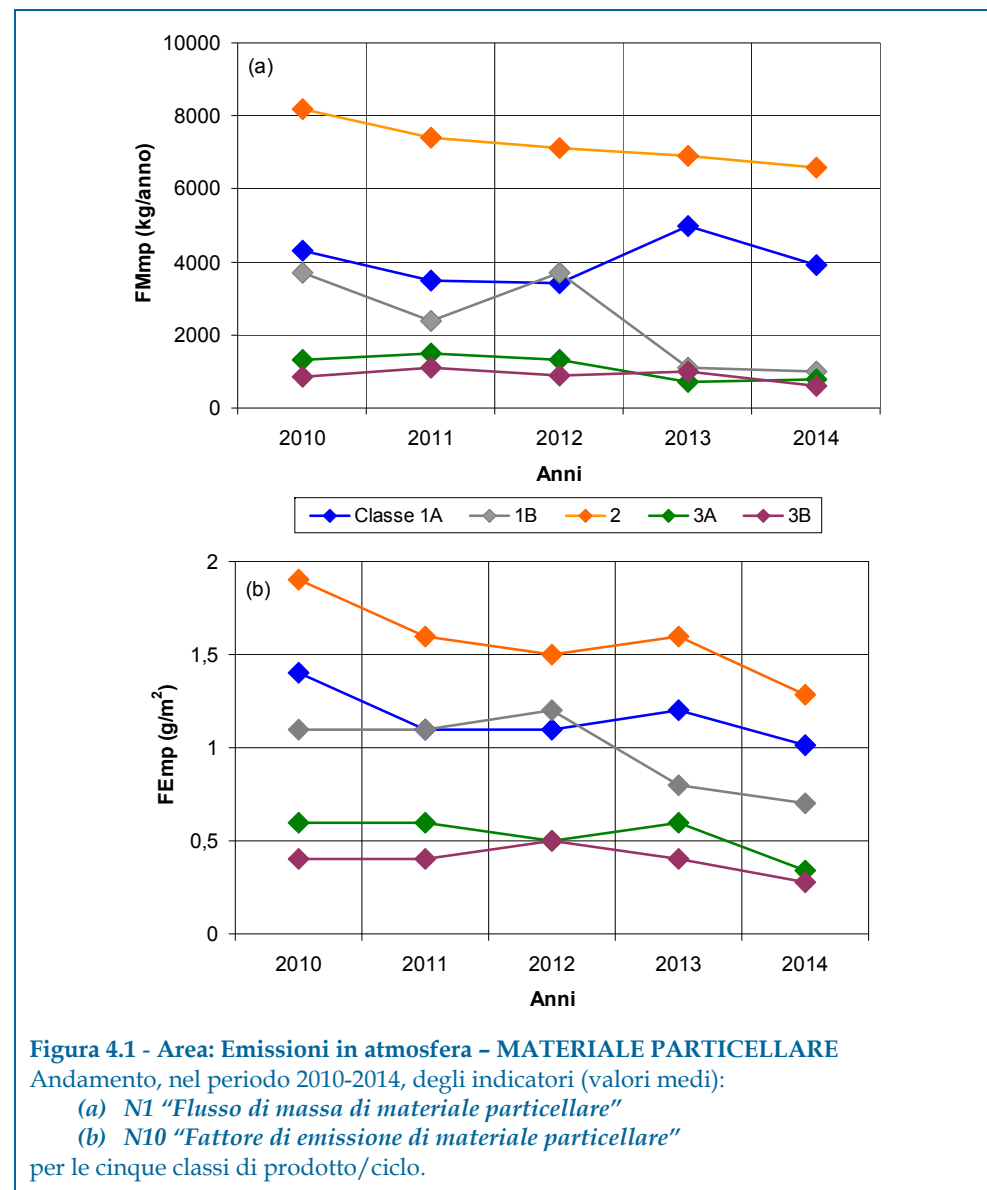 10000
(a)
8000
6000
4000
2000
0
FMmp (kg/anno)
2010 2011 2012 2013 2014
Anni
Classe 1A 1B 2 3A 3B
2
(b)
1,5
1
0,5
0
FEmp (g/m²)
2010 2011 2012 2013 2014
Anni
Figura 4.1 - Area: Emissioni in atmosfera – MATERIALE PARTICELLARE
Andamento, nel periodo 2010-2014, degli indicatori (valori medi):
(a) N1 “Flusso di massa di materiale particellare”
(b) N10 “Fattore di emissione di materiale particellare”
per le cinque classi di prodotto/ciclo.